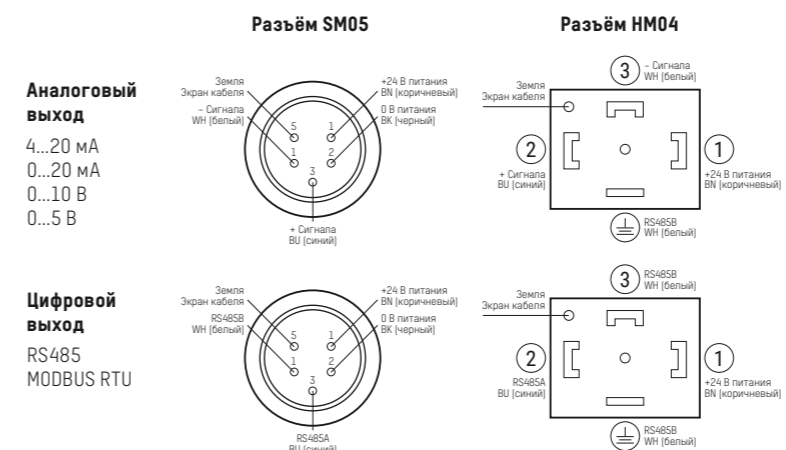 Разъём SM05
Разъём HM04
Аналоговый
выход
4...20 мА
0...20 мА
0...10 В
0...5 В
Земля
Экран кабеля
– Сигнала
WH (белый)
+24 В питания
BN (коричневый)
0 В питания
BK (черный)
5
1
1
2
3
+ Сигнала
BU (синий)
3
– Сигнала
WH (белый)
Земля
Экран кабеля
2
+ Сигнала
BU (синий)
1
+24 В питания
BN (коричневый)
RS485B
WH (белый)
Цифровой
выход
RS485
MODBUS RTU
Земля
Экран кабеля
RS485B
WH (белый)
+24 В питания
BN (коричневый)
0 В питания
BK (черный)
5
1
1
2
3
RS485A
BU (синий)
3
RS485B
WH (белый)
Земля
Экран кабеля
2
RS485A
BU (синий)
1
+24 В питания
BN (коричневый)
RS485B
WH (белый)